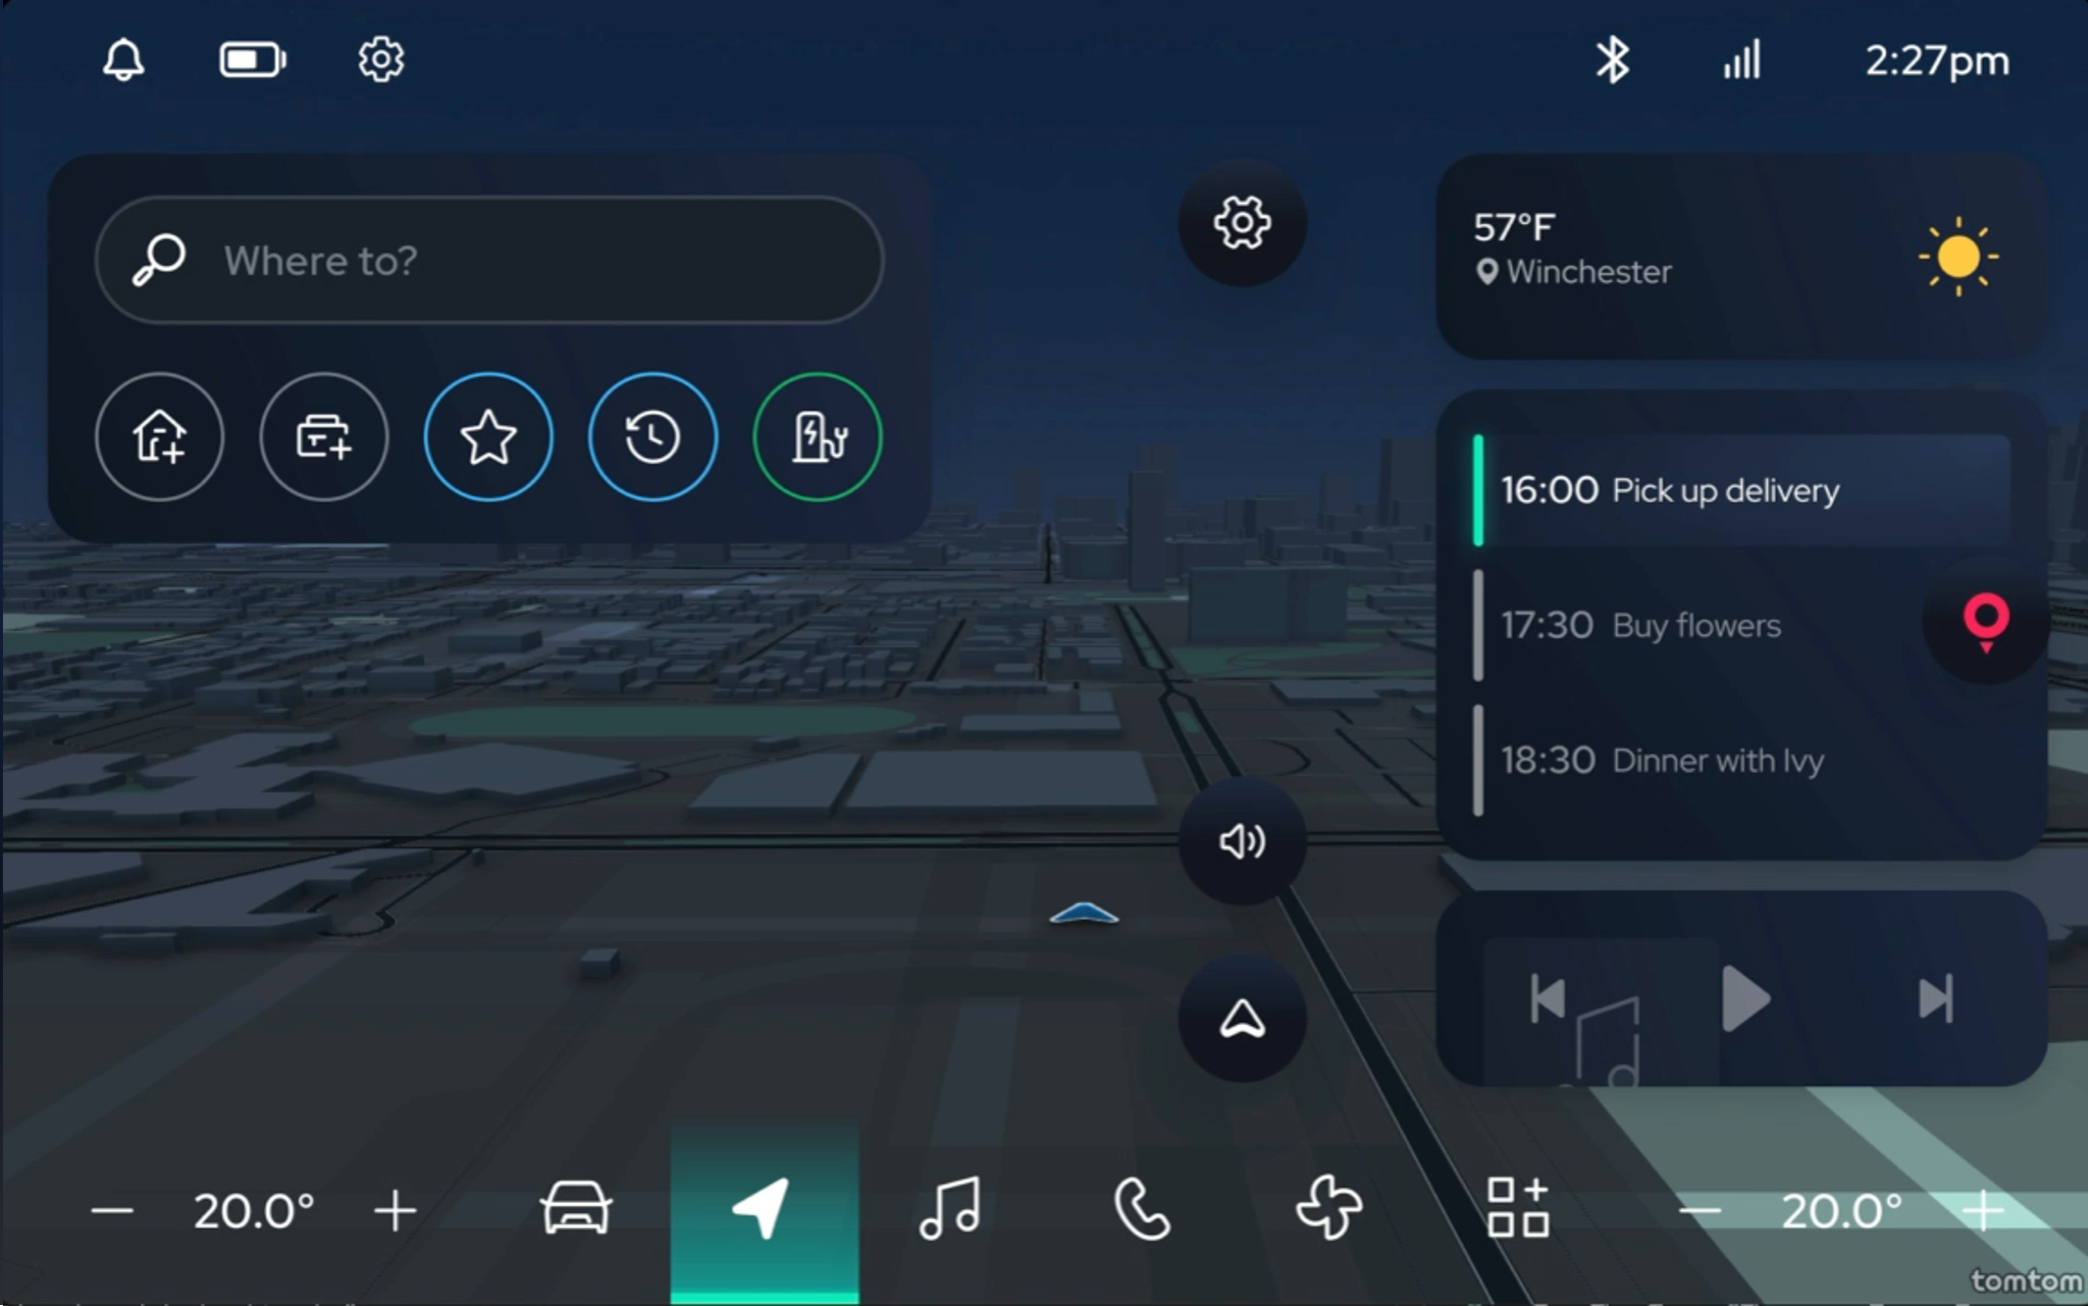 2:27pm
Where to?
57°F
Winchester
16:00 Pick up delivery
17:30 Buy flowers
18:30 Dinner with Ivy
20.0°
20.0°
tomtom